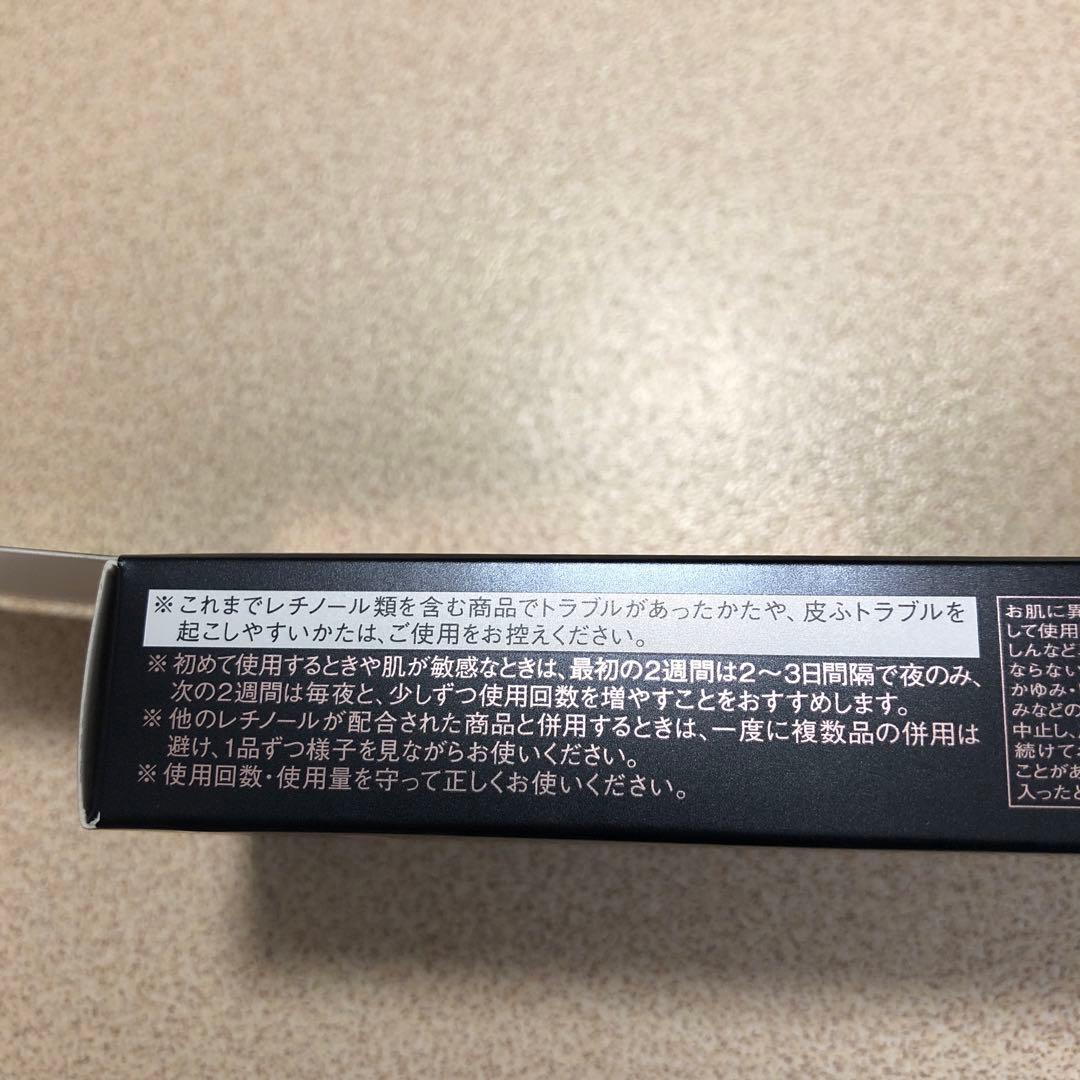 ※これまでレチノール類を含む商品でトラブルがあったかたや、皮ふトラブルを
起こしやすいかたは、ご使用をお控えください。
※初めて使用するときや肌が敏感なときは、最初の2週間は2〜3日間隔で夜のみ、
次の2週間は毎夜と、少しずつ使用回数を増やすことをおすすめします。
※他のレチノールが配合された商品と併用するときは、一度に複数品の併用は
避け、1品ずつ様子を見ながらお使いください。
※使用回数・使用量を守って正しくお使いください。
お肌に異
して使用
しんなど
ならない
かゆみ・
みなどの
中止し、
続けて
ことがあ
入ったと